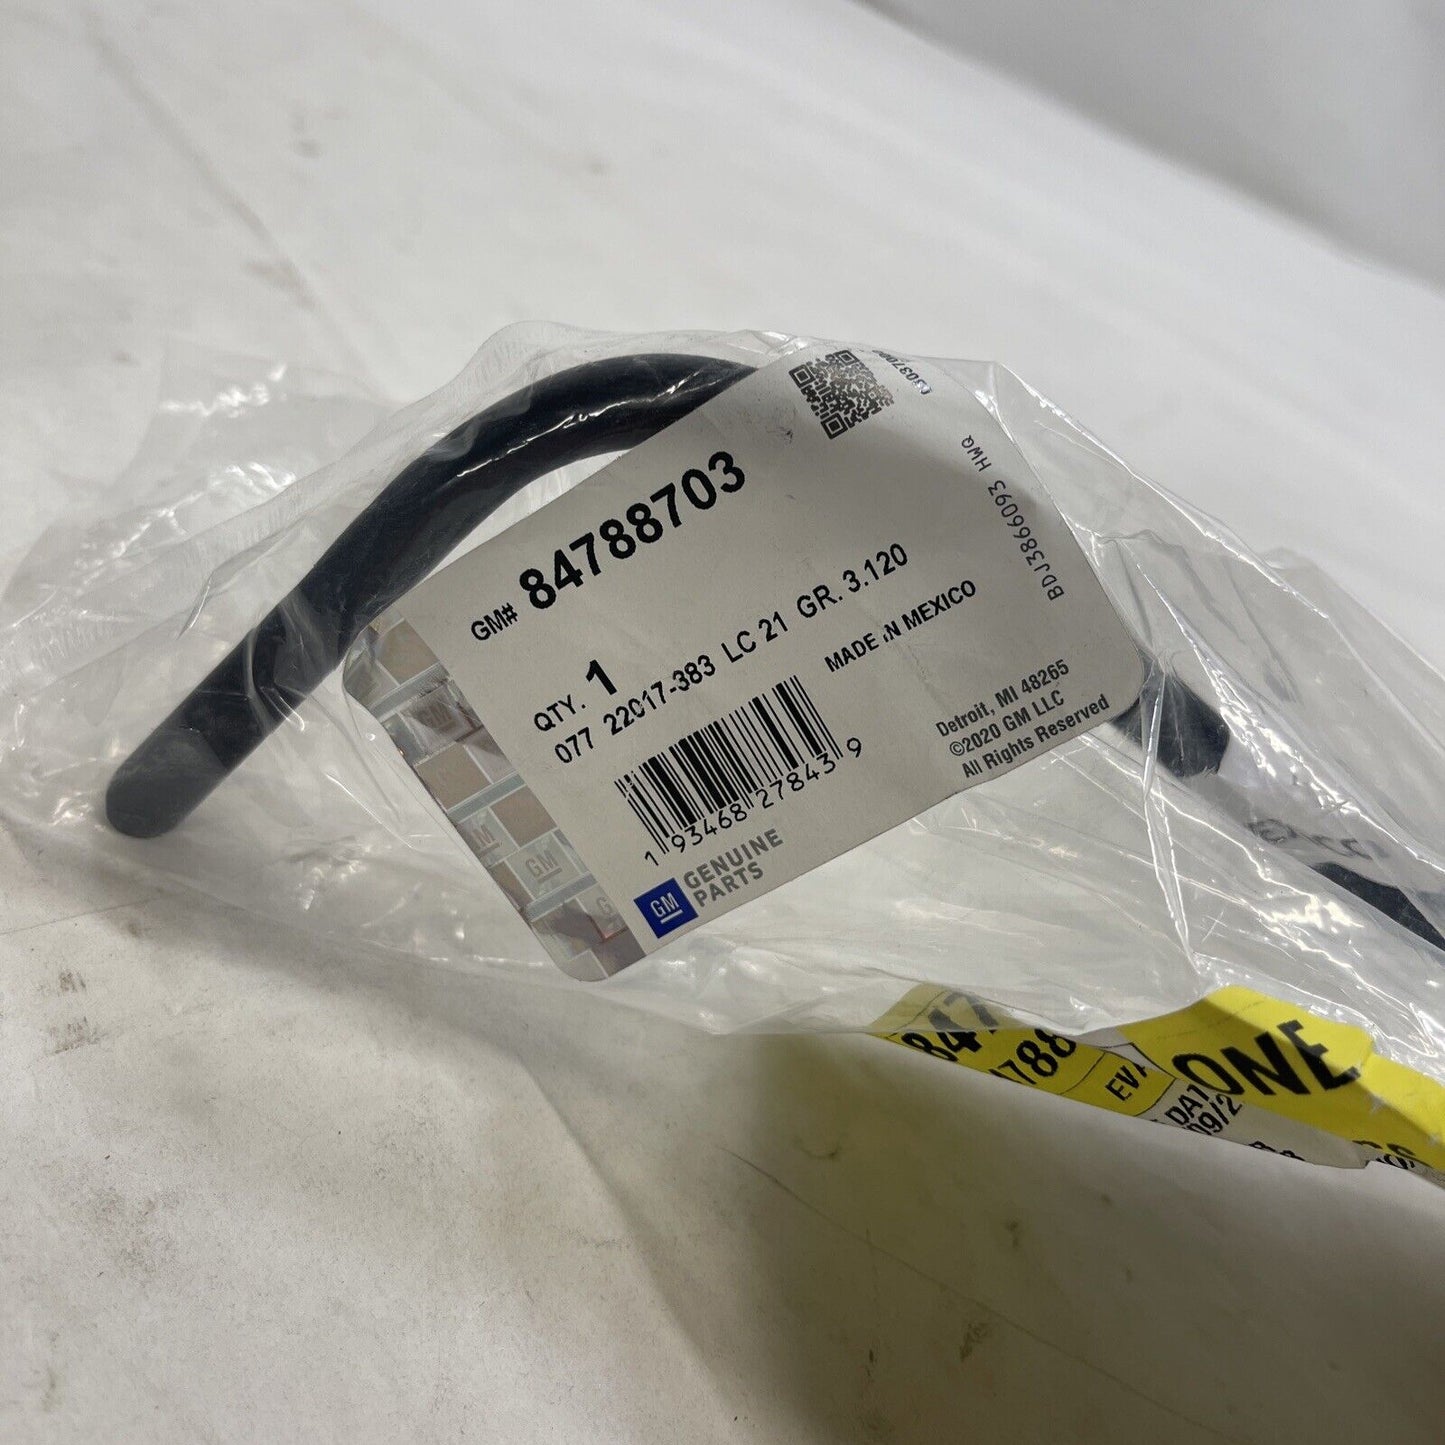 GM# 84788703
QTY. 1
077 22017-383 LC 21 GR. 3.120
MADE IN MEXICO
1 93468 27843 9
GM GENUINE
PARTS
BDJ3866093 HWQ
Detroit, MI 48265
©2020 GM LLC
All Rights Reserved
GM
ONE